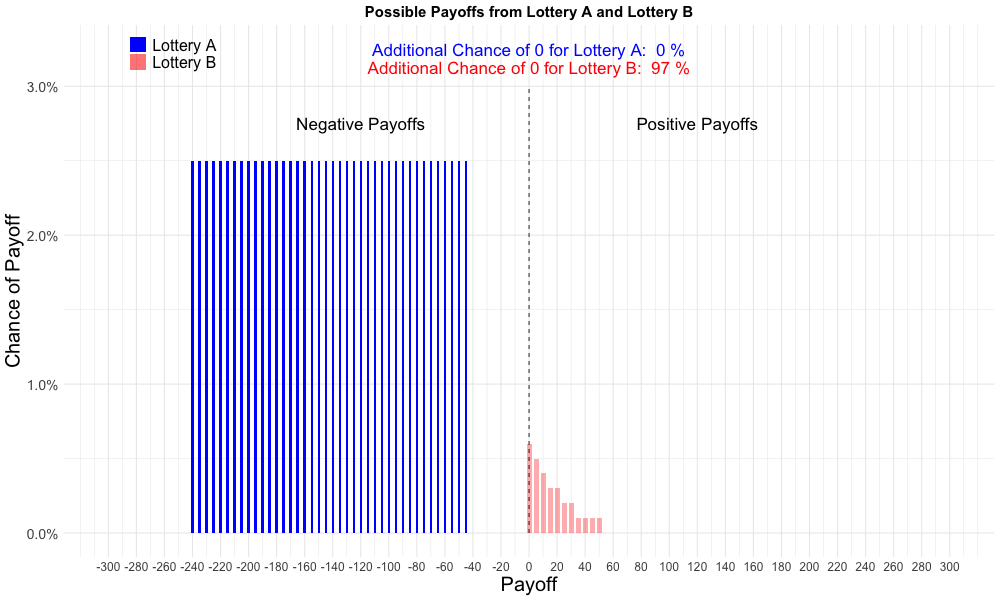 Possible Payoffs from Lottery A and Lottery B
Lottery A
Lottery B
Additional Chance of 0 for Lottery A:  0 %
Additional Chance of 0 for Lottery B:  97 %
Negative Payoffs
Positive Payoffs
3.0%
2.0%
1.0%
0.0%
Chance of Payoff
-300 -280 -260 -240 -220 -200 -180 -160 -140 -120 -100 -80 -60 -40 -20 0 20 40 60 80 100 120 140 160 180 200 220 240 260 280 300
Payoff